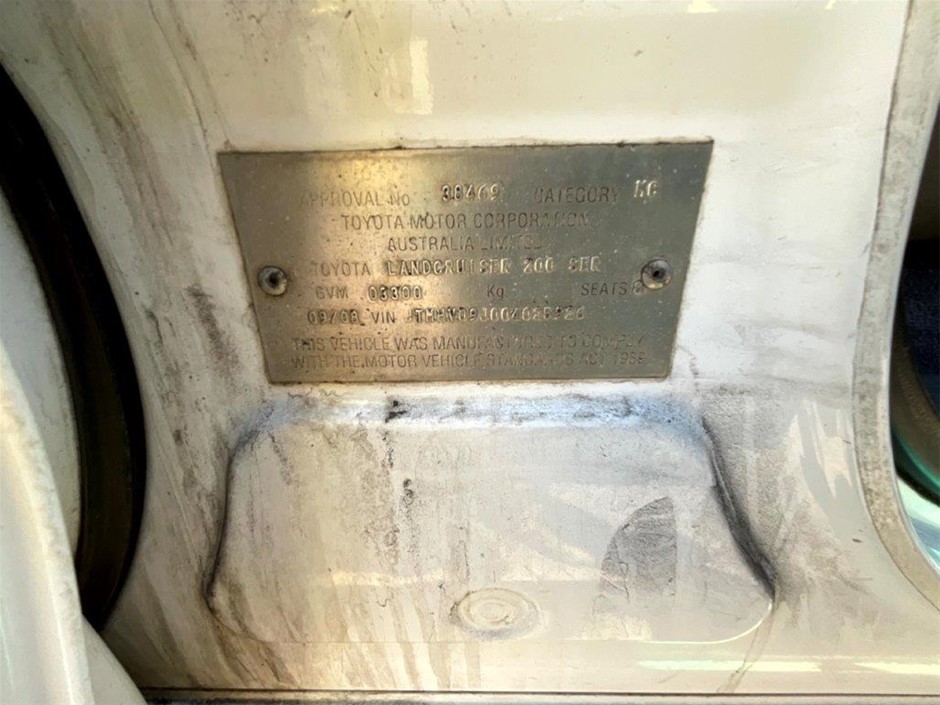 APPROVAL No 30469 CATEGORY MC
TOYOTA MOTOR CORPORATION
AUSTRALIA LIMITED
TOYOTA LANDCRUISER 200 SER
GVM 03300 Kg SEATS 8
09/08 VIN
THIS VEHICLE WAS MANUFACTURED TO COMPLY
WITH THE MOTOR VEHICLE STANDARDS ACT 1989